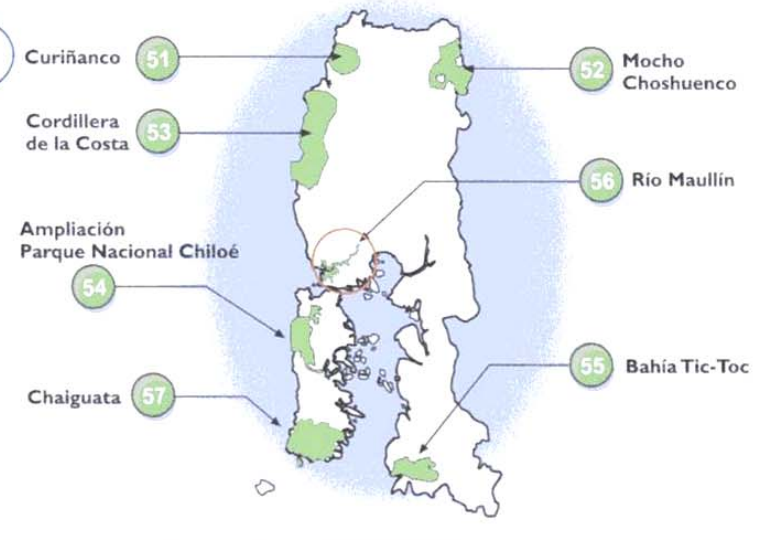 Curiñanco 51
52 Mocho
Choshuenco
Cordillera
de la Costa 53
56 Río Maullín
Ampliación
Parque Nacional Chiloé
54
55 Bahía Tic-Toc
Chaiguata 57